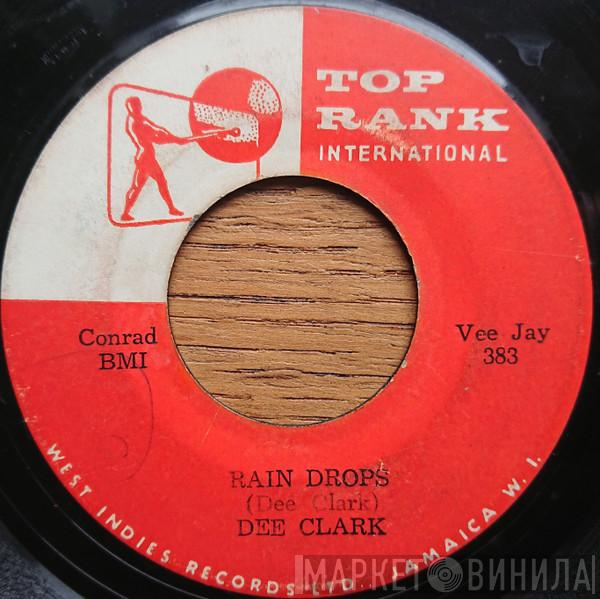 TOP
RANK
INTERNATIONAL
Conrad
BMI
Vee Jay
383
RAIN DROPS
(Dee Clark)
DEE CLARK
WEST INDIES RECORDS LTD. JAMAICA W. I.
МАРКЕТ ВИНИЛА